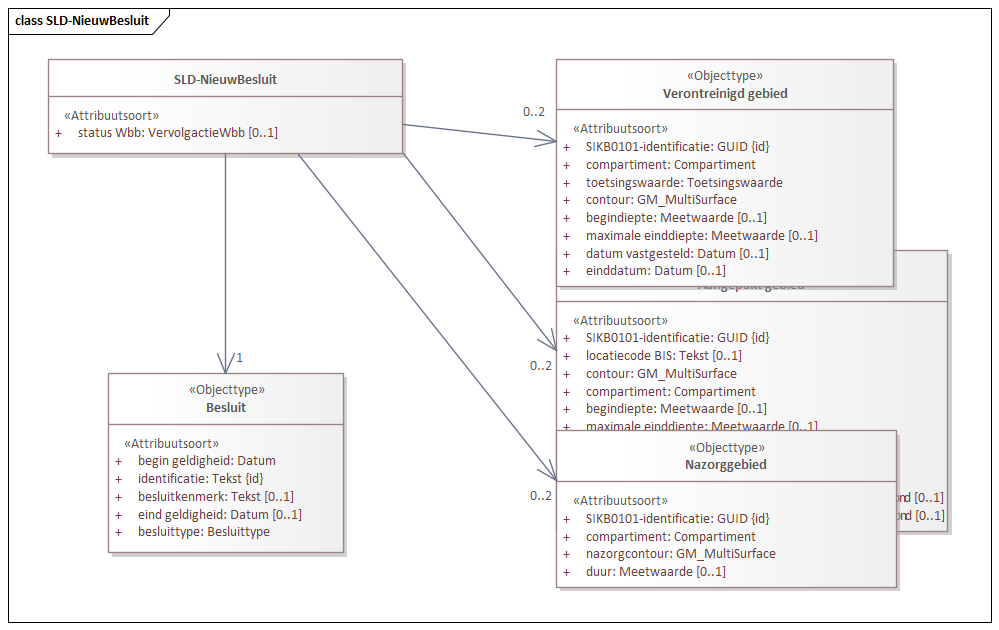 class SLD-NieuwBesluit
SLD-NieuwBesluit
«Attribuutsoort»
+ status Wbb: VervolgactieWbb [0..1]
0..2
«Objecttype»
Verontreinigd gebied
«Attribuutsoort»
+ SIKB0101-identificatie: GUID {id}
+ compartiment: Compartiment
+ toetsingswaarde: Toetsingswaarde
+ contour: GM_MultiSurface
+ begindiepte: Meetwaarde [0..1]
+ maximale einddiepte: Meetwaarde [0..1]
+ datum vastgesteld: Datum [0..1]
+ einddatum: Datum [0..1]
Aangepakt gebied
«Attribuutsoort»
+ SIKB0101-identificatie: GUID {id}
+ locatiecode BIS: Tekst [0..1]
+ contour: GM_MultiSurface
+ compartiment: Compartiment
+ begindiepte: Meetwaarde [0..1]
+ maximale einddiepte: Meetwaarde [0..1]
0..2
[0..1]
[0..1]
1
«Objecttype»
Besluit
«Attribuutsoort»
+ begin geldigheid: Datum
+ identificatie: Tekst {id}
+ besluitkenmerk: Tekst [0..1]
+ eind geldigheid: Datum [0..1]
+ besluittype: Besluittype
0..2
«Objecttype»
Nazorggebied
«Attribuutsoort»
+ SIKB0101-identificatie: GUID {id}
+ compartiment: Compartiment
+ nazorgcontour: GM_MultiSurface
+ duur: Meetwaarde [0..1]